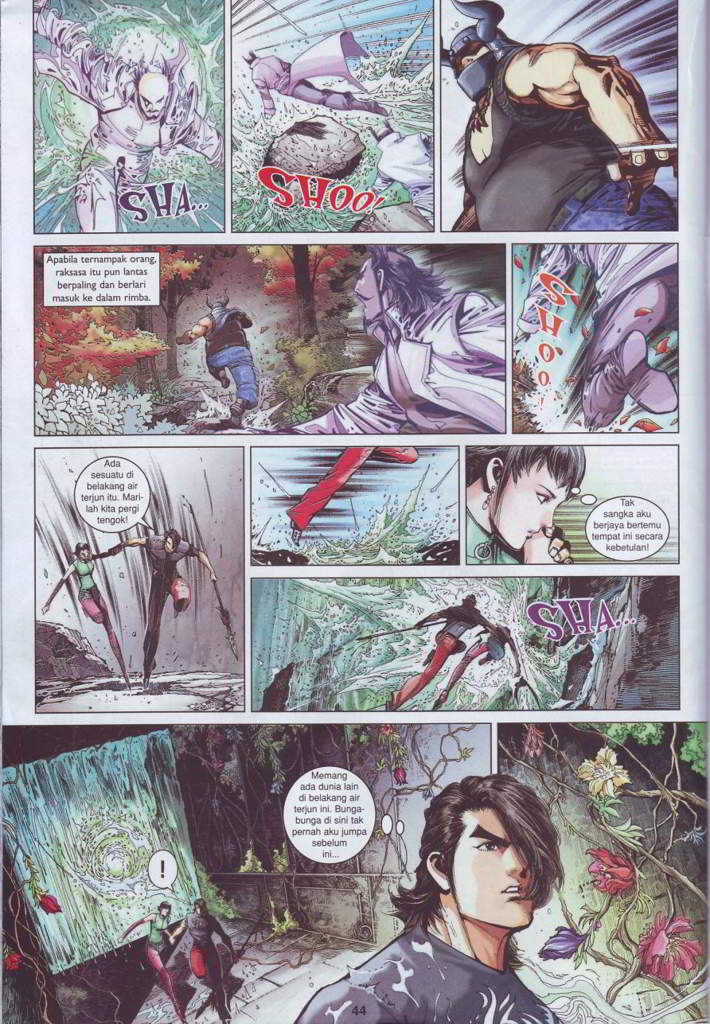 SHA...
SHOO!
Apabila ternampak orang,
raksasa itu pun lantas
berpaling dan berlari
masuk ke dalam rimba.
SHOO!
Ada
sesuatu di
belakang air
terjun itu. Mari-
lah kita pergi
tengok!
Tak
sangka aku
berjaya bertemu
tempat ini secara
kebetulan!
SHA...
!
Memang
ada dunia lain
di belakang air
terjun ini. Bunga-
bunga di sini tak
pernah aku jumpa
sebelum
ini...
44